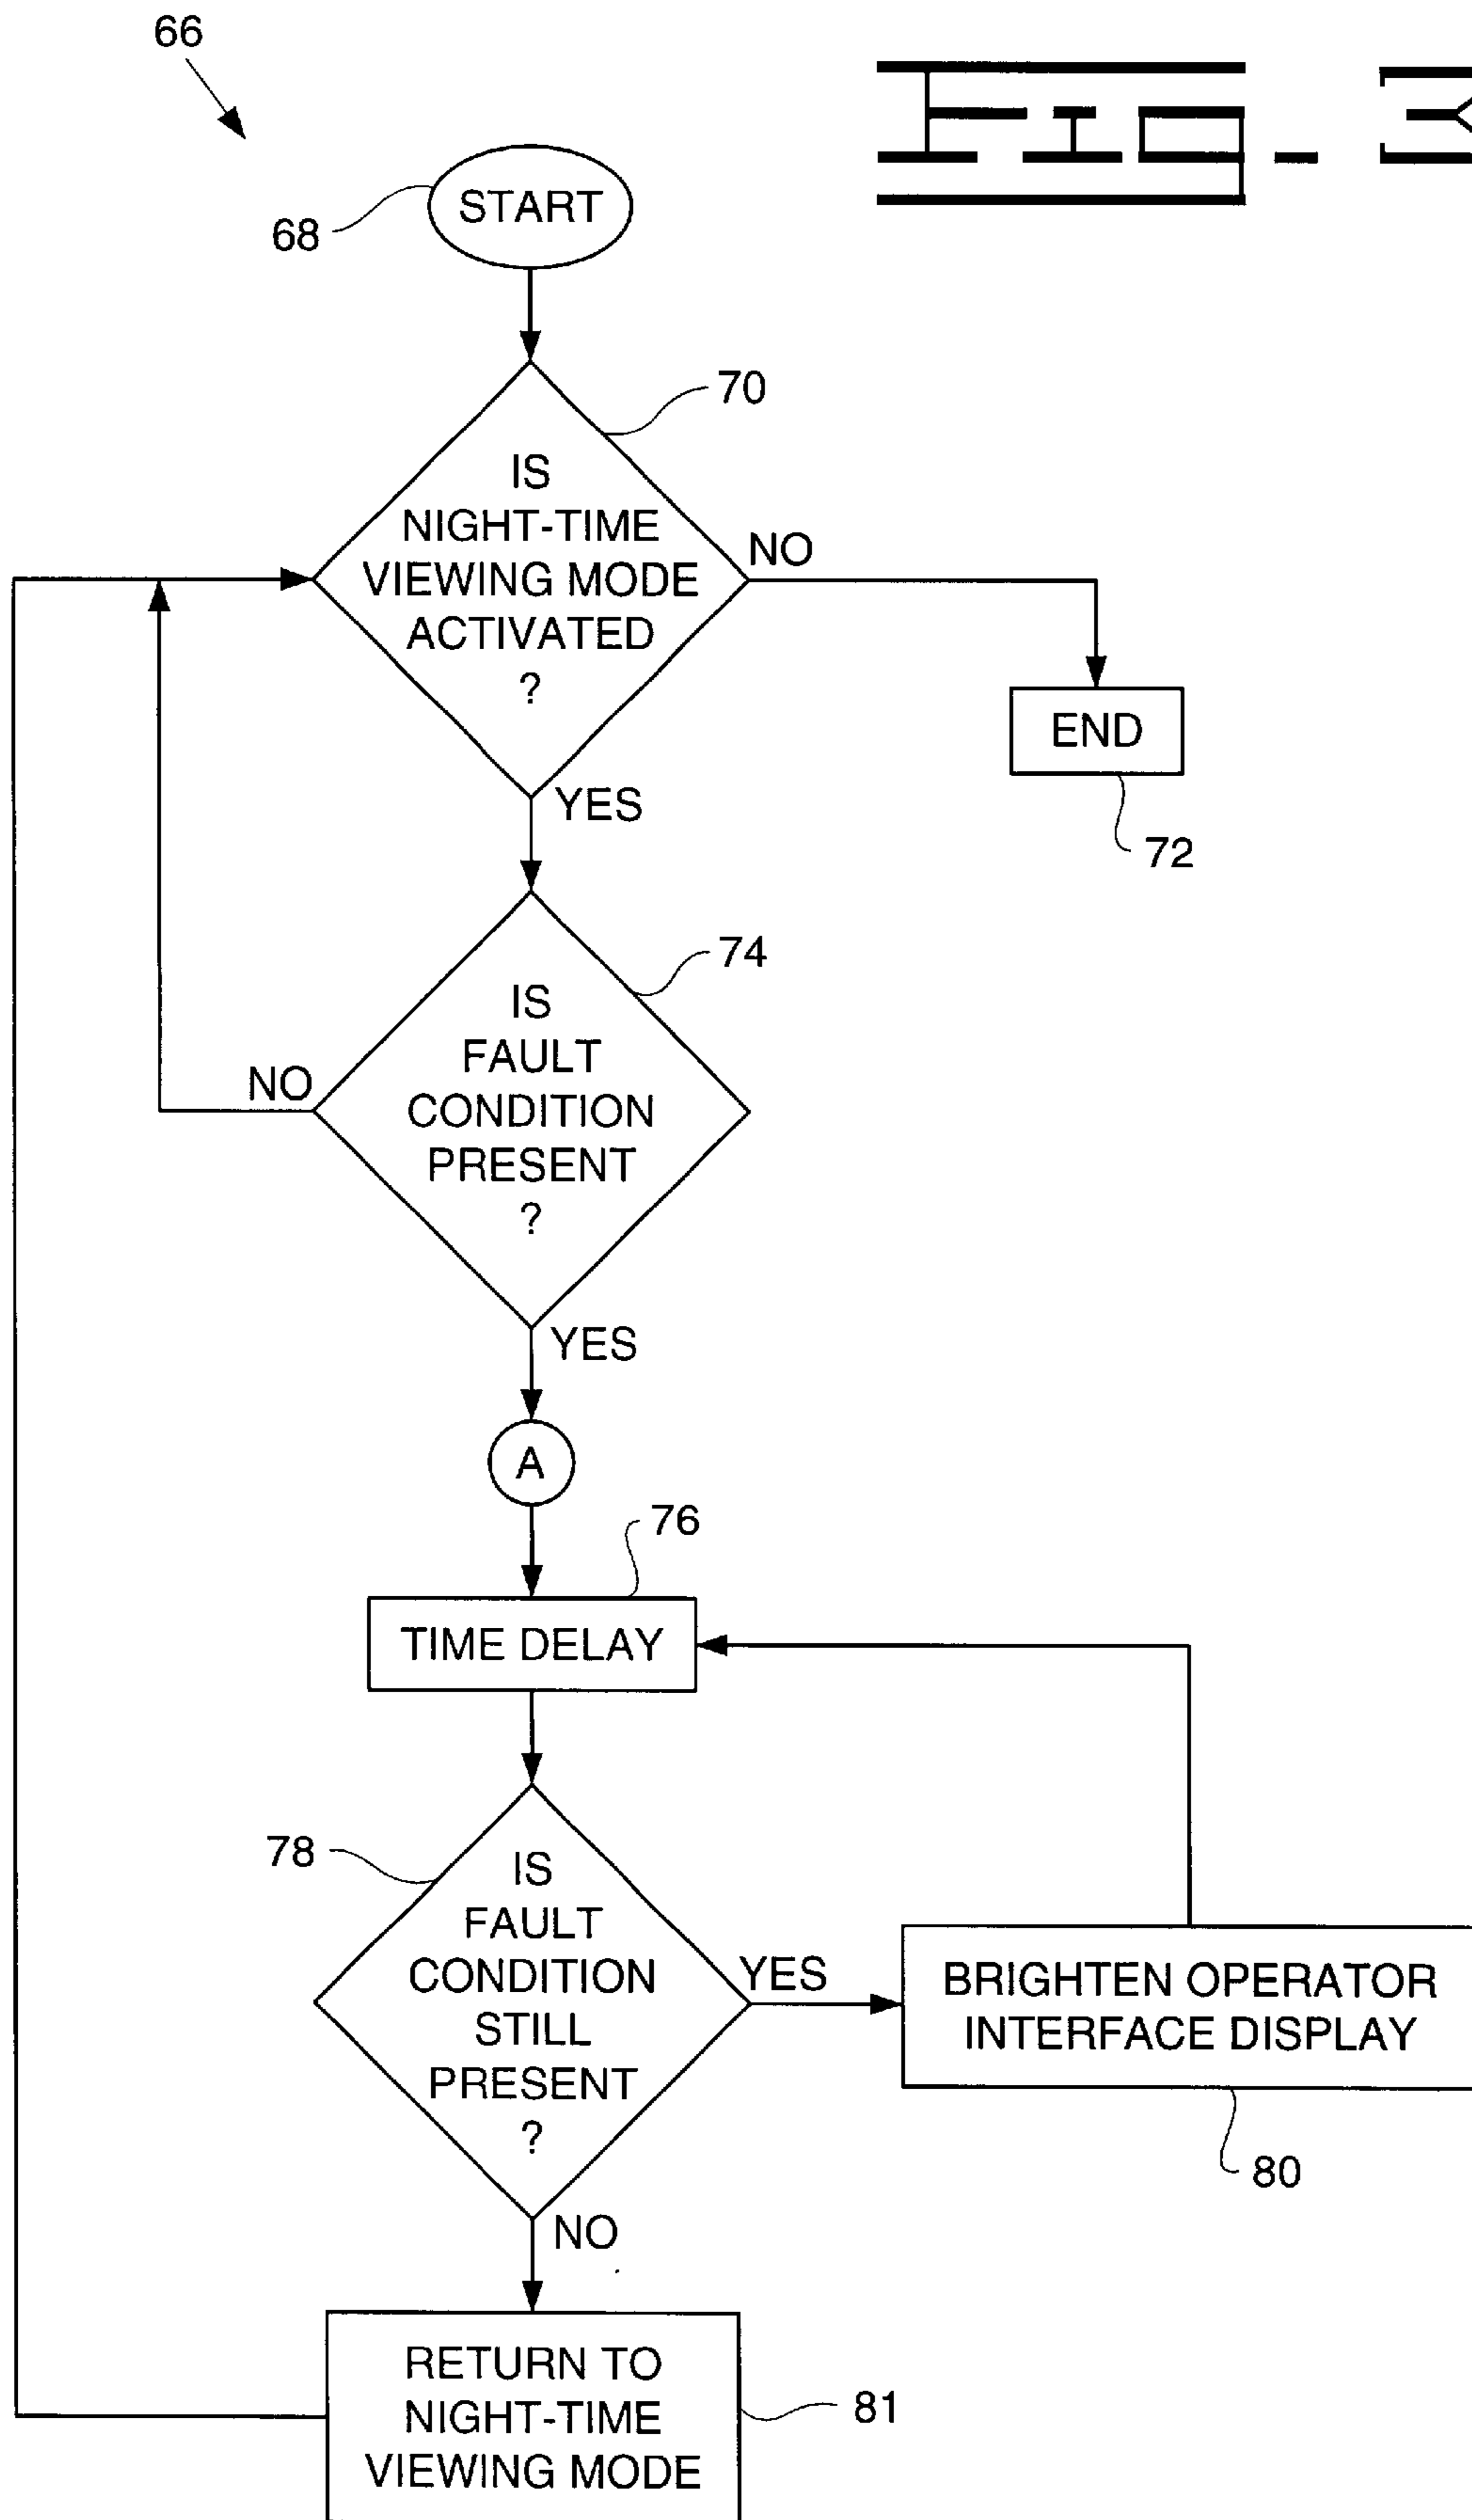 66
FIG. 3
START
68
70
IS
NIGHT-TIME
VIEWING MODE
ACTIVATED
?
NO
END
72
YES
74
IS
FAULT
CONDITION
PRESENT
?
NO
YES
A
76
TIME DELAY
78
IS
FAULT
CONDITION
STILL
PRESENT
?
YES
BRIGHTEN OPERATOR
INTERFACE DISPLAY
80
NO
RETURN TO
NIGHT-TIME
VIEWING MODE
81